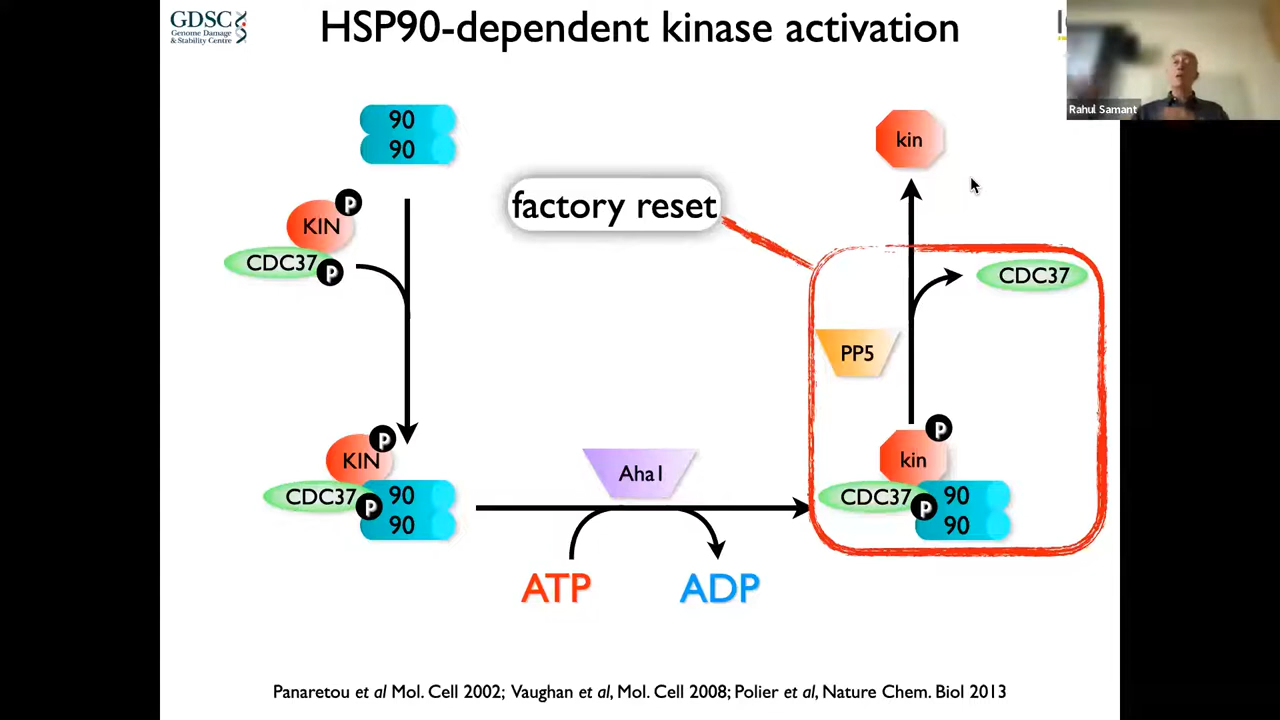 GDSC
Genome Damage
& Stability Centre
HSP90-dependent kinase activation
Rahul Samant
90
90
kin
P
KIN
CDC37
P
factory reset
CDC37
PP5
P
KIN
CDC37
P
90
90
Aha1
P
kin
CDC37
P
90
90
ATP
ADP
Panaretou et al Mol. Cell 2002; Vaughan et al, Mol. Cell 2008; Polier et al, Nature Chem. Biol 2013